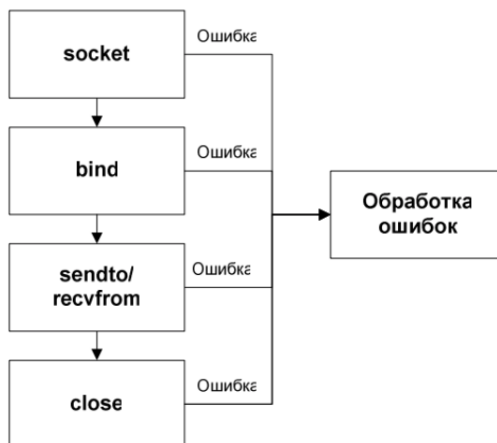 socket
Ошибка
bind
Ошибка
Обработка
ошибок
sendto/
recvfrom
Ошибка
close
Ошибка